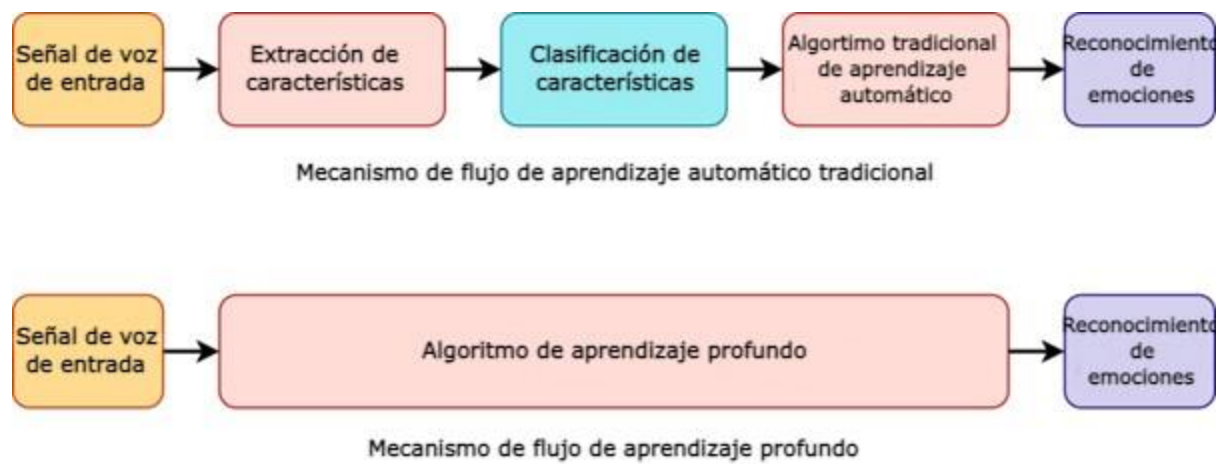 Señal de voz
de entrada
Extracción de
características
Clasificación de
características
Algortimo tradicional
de aprendizaje
automático
Reconocimiento
de
emociones
Mecanismo de flujo de aprendizaje automático tradicional
Señal de voz
de entrada
Algoritmo de aprendizaje profundo
Reconocimiento
de
emociones
Mecanismo de flujo de aprendizaje profundo